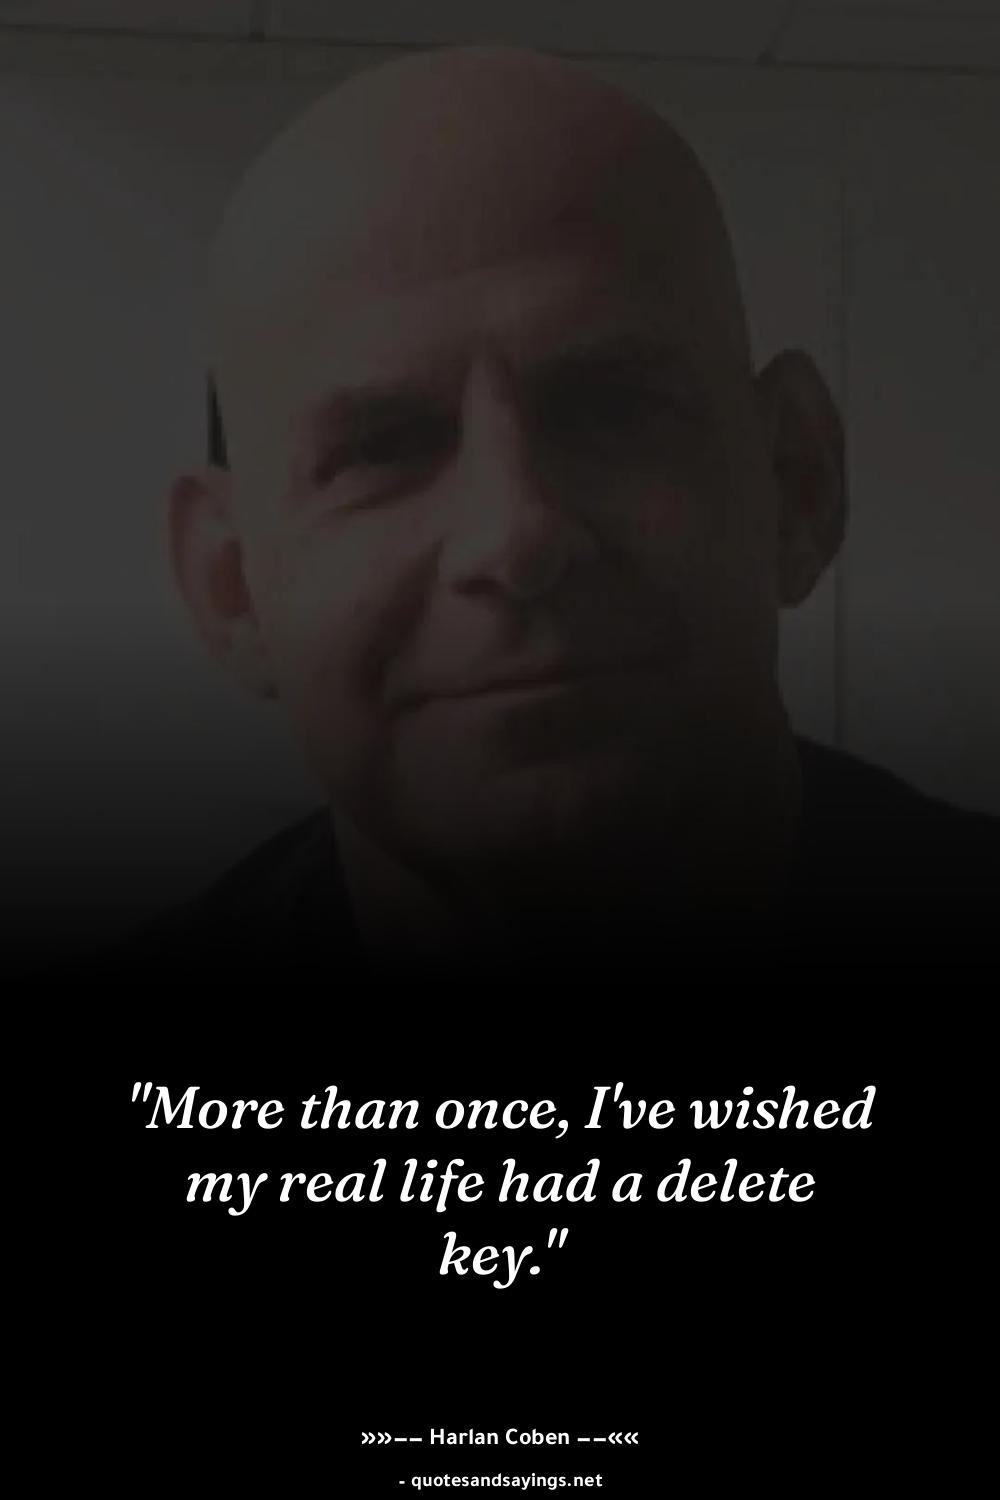 "More than once, I've wished
my real life had a delete
key."
»»−− Harlan Coben −−««
- quotesandsayings.net